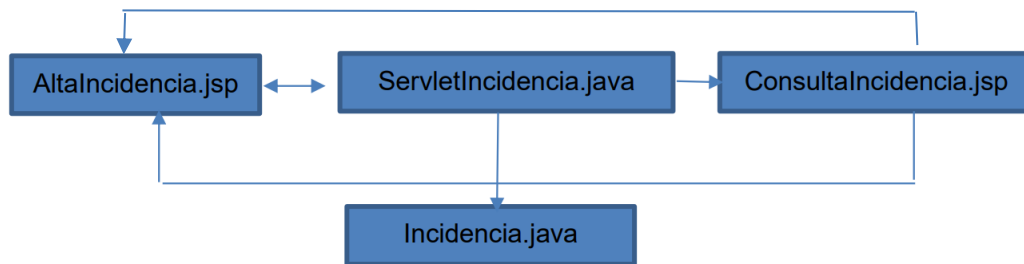 AltaIncidencia.jsp
ServletIncidencia.java
ConsultaIncidencia.jsp
Incidencia.java